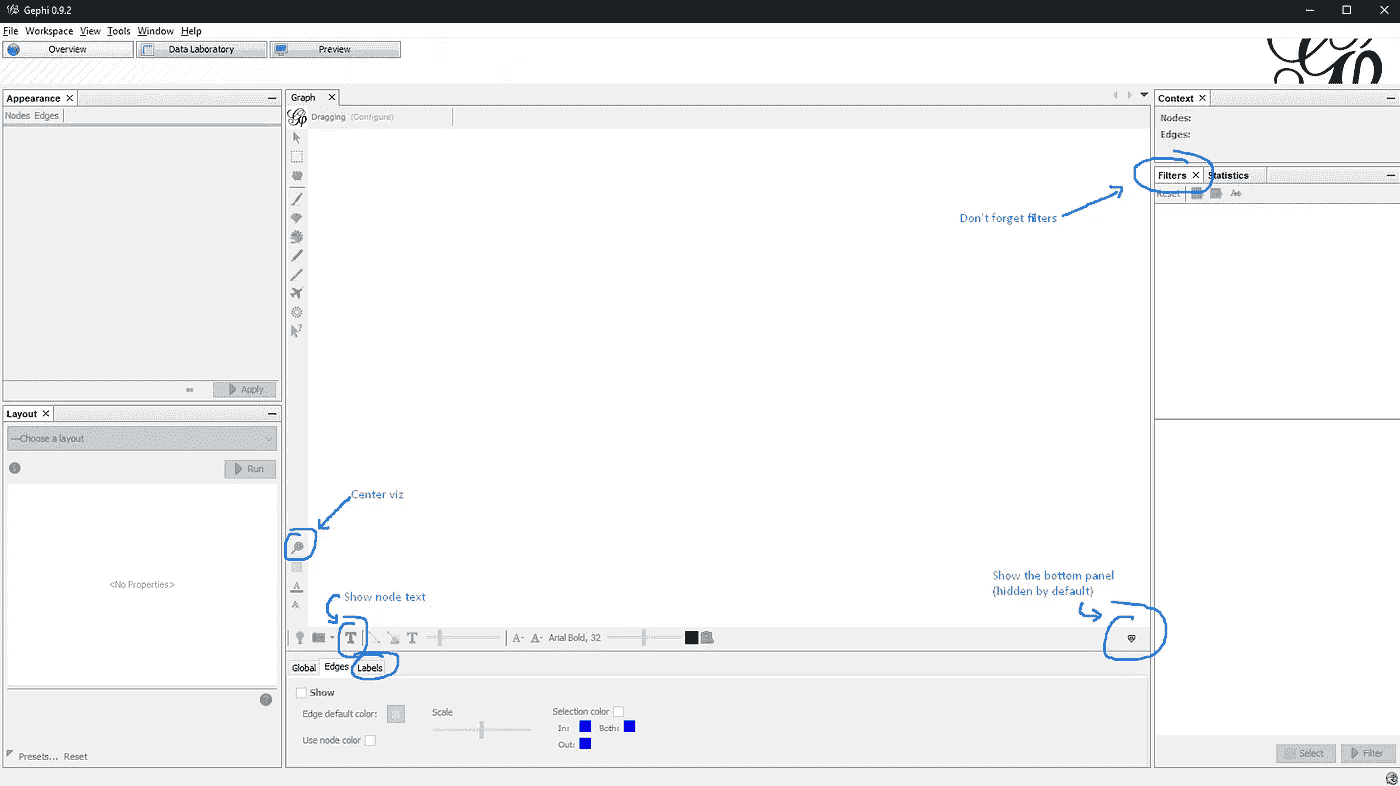 Gephi 0.9.2
File Workspace View Tools Window Help
Overview Data Laboratory Preview
Appearance
Nodes Edges
Apply
Layout
---Choose a layout
Run
<No Properties>
Presets... Reset
Graph
Dragging (Configure)
Don't forget filters
Center viz
Show node text
Show the bottom panel
(hidden by default)
T T A- A- Arial Bold, 32
Global Edges Labels
Show
Edge default color: Scale Selection color
In: Both:
Use node color Out:
Context
Nodes:
Edges:
Filters Statistics
Reset
Select Filter